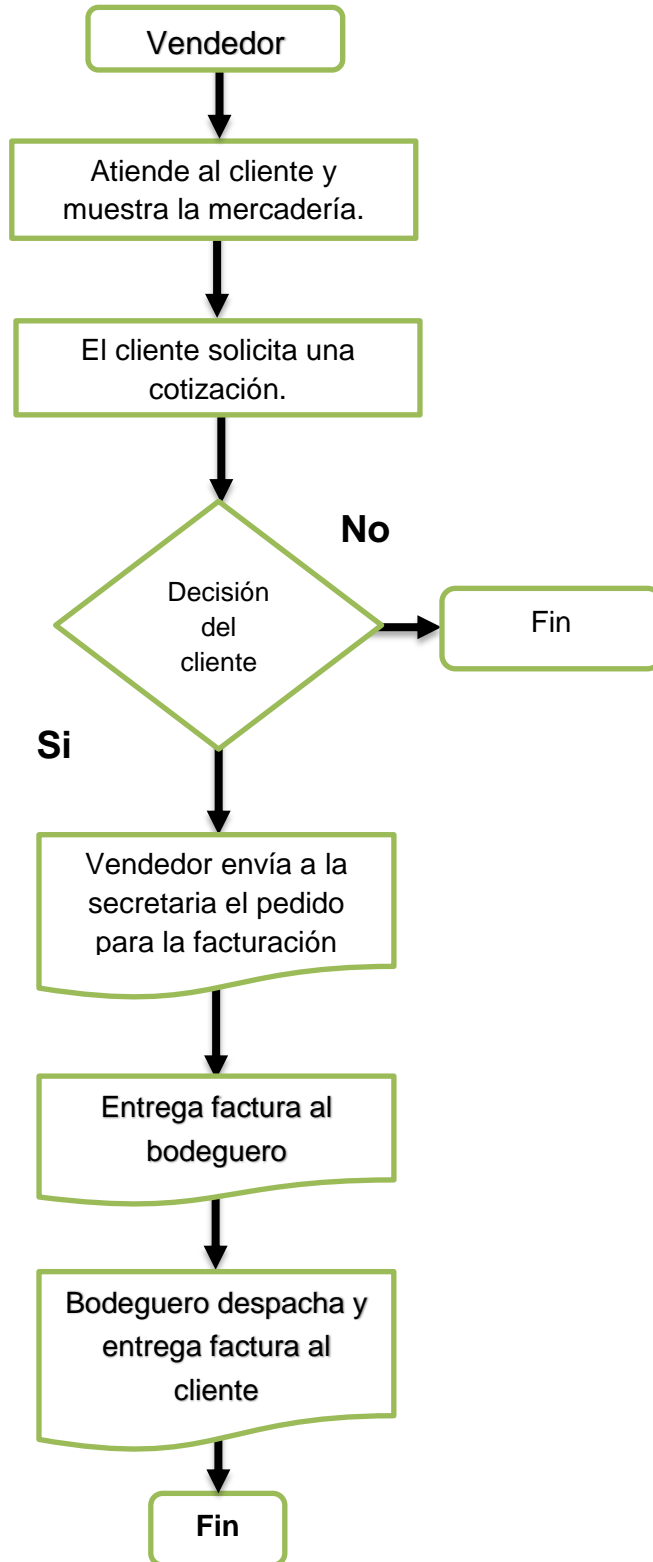 Vendedor
Atiende al cliente y
muestra la mercadería.
El cliente solicita una
cotización.
No
Decisión
del
cliente
Fin
Si
Vendedor envía a la
secretaria el pedido
para la facturación
Entrega factura al
bodeguero
Bodeguero despacha y
entrega factura al
cliente
Fin